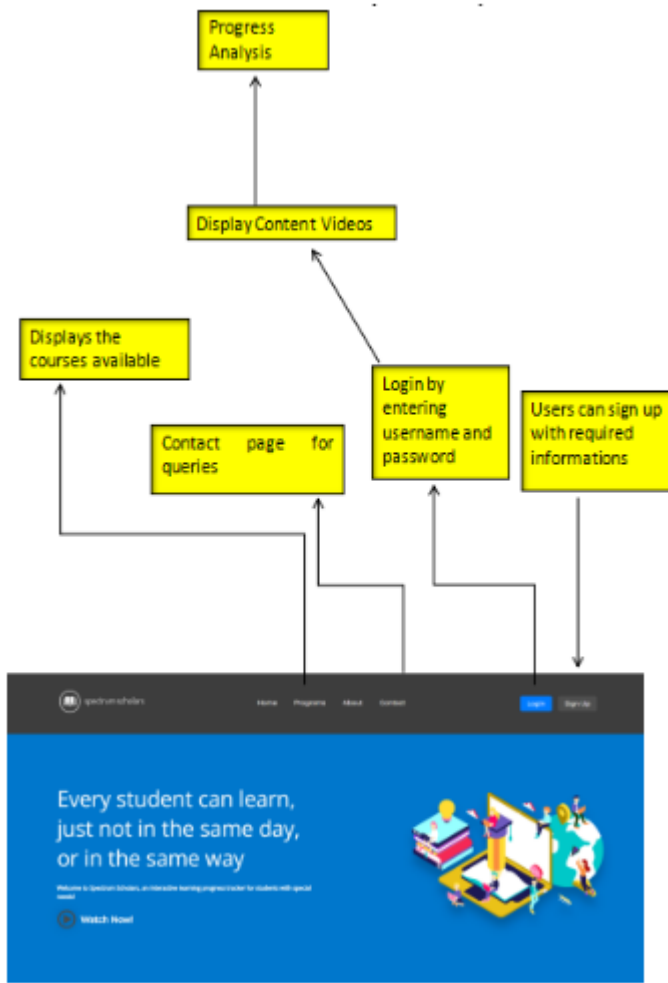 Progress
Analysis
Display Content Videos
Displays the
courses available
Contact page for
queries
Login by
entering
username and
password
Users can sign up
with required
informations
spectrum scholars
Home Programs About Contact
Login Sign Up
Every student can learn,
just not in the same day,
or in the same way
Welcome to Spectrum Scholars, an interactive learning progress tracker for students with special
needs!
Watch Now!